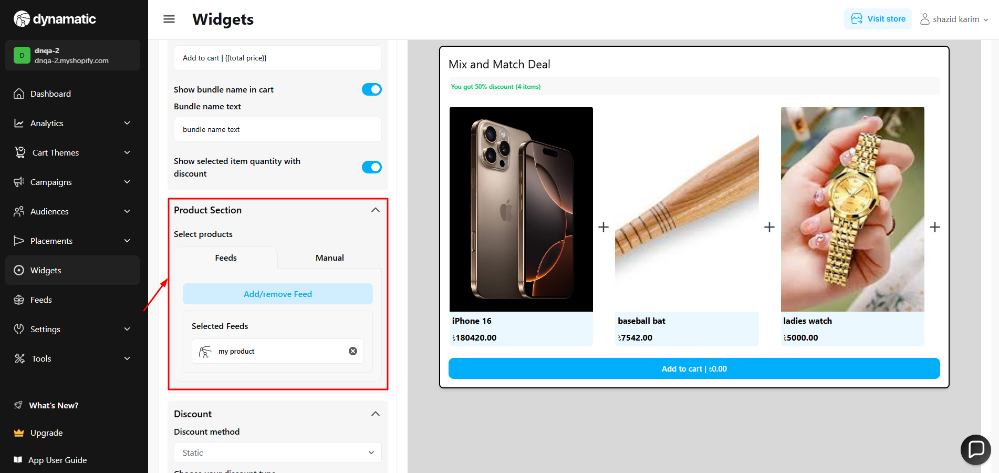 dynamatic
D
dnqa-2
dnqa-2.myshopify.com
Dashboard
Analytics
Cart Themes
Campaigns
Audiences
Placements
Widgets
Feeds
Settings
Tools
What's New?
Upgrade
App User Guide
Widgets
Visit store
shazid karim
Add to cart | {{total price}}
Show bundle name in cart
Bundle name text
bundle name text
Show selected item quantity with
discount
Product Section
Select products
Feeds
Manual
Add/remove Feed
Selected Feeds
my product
Discount
Discount method
Static
Choose your discount type
Mix and Match Deal
You got 50% discount (4 items)
iPhone 16
৳180420.00
baseball bat
৳7542.00
ladies watch
৳5000.00
Add to cart | ৳0.00